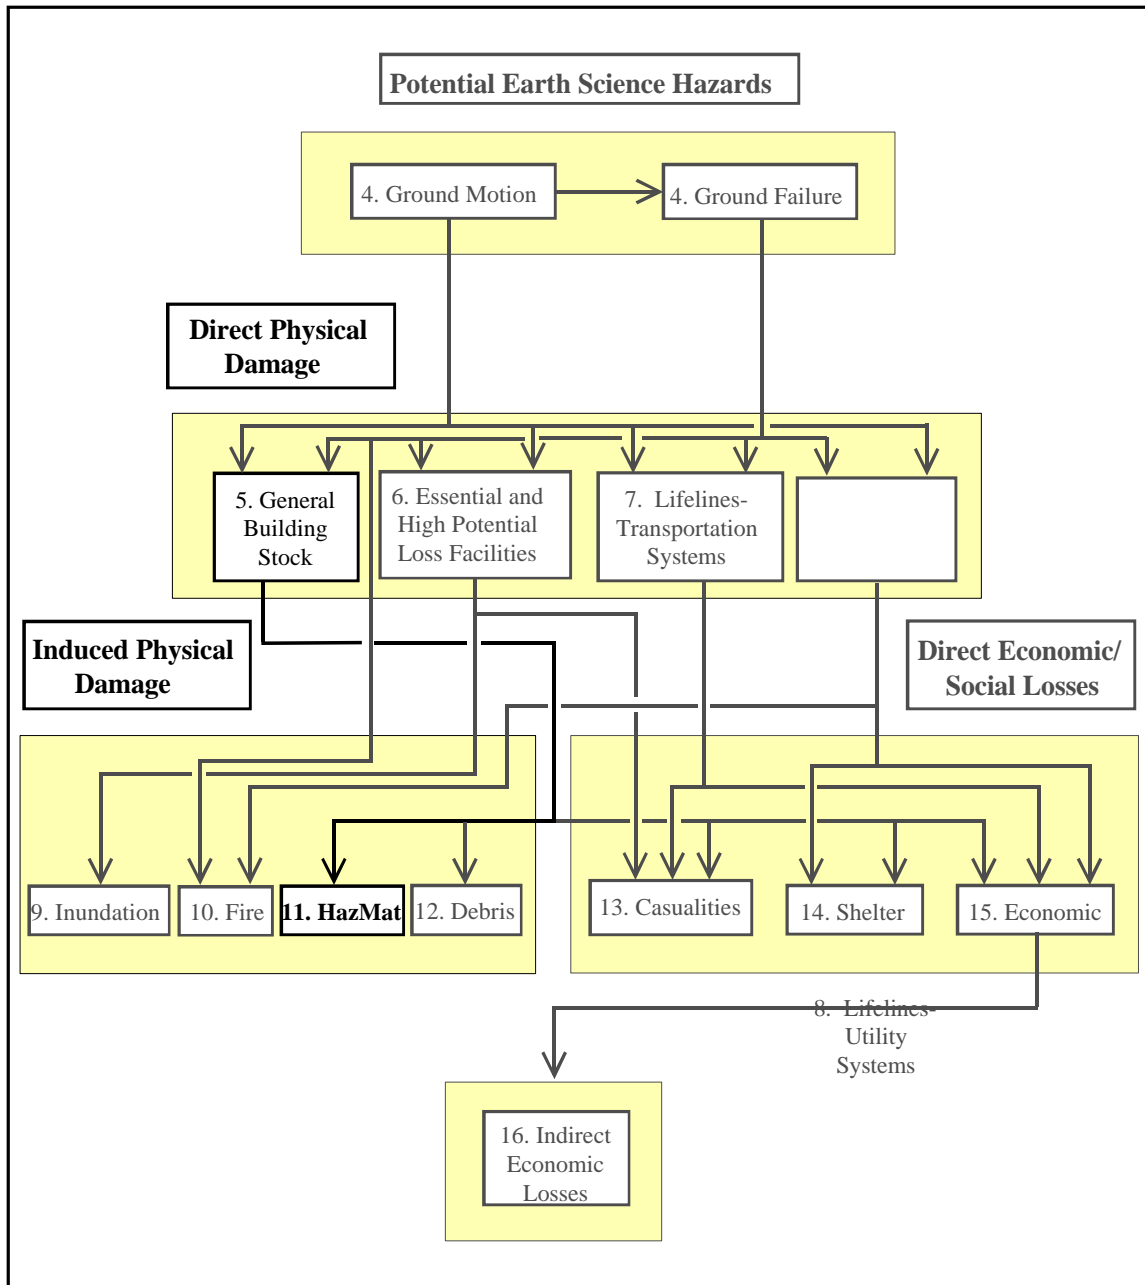 Potential Earth Science Hazards
4. Ground Motion
4. Ground Failure
Direct Physical
Damage
5. General
Building
Stock
6. Essential and
High Potential
Loss Facilities
7. Lifelines-
Transportation
Systems
Induced Physical
Damage
Direct Economic/
Social Losses
9. Inundation
10. Fire
11. HazMat
12. Debris
13. Casualities
14. Shelter
15. Economic
8. Lifelines-
Utility
Systems
16. Indirect
Economic
Losses